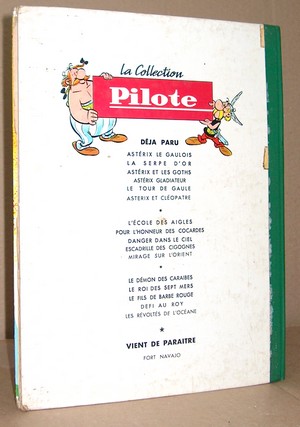 La Collection
Pilote
DÉJA PARU
ASTÉRIX LE GAULOIS
LA SERPE D'OR
ASTÉRIX ET LES GOTHS
ASTÉRIX GLADIATEUR
LE TOUR DE GAULE
ASTERIX ET CLÉOPATRE
L'ÉCOLE DES AIGLES
POUR L'HONNEUR DES COCARDES
DANGER DANS LE CIEL
ESCADRILLE DES CIGOGNES
MIRAGE SUR L'ORIENT
LE DÉMON DES CARAIBES
LE ROI DES SEPT MERS
LE FILS DE BARBE ROUGE
DEFI AU ROY
LES RÉVOLTÉS DE L'OCÉANE
VIENT DE PARAITRE
FORT NAVAJO